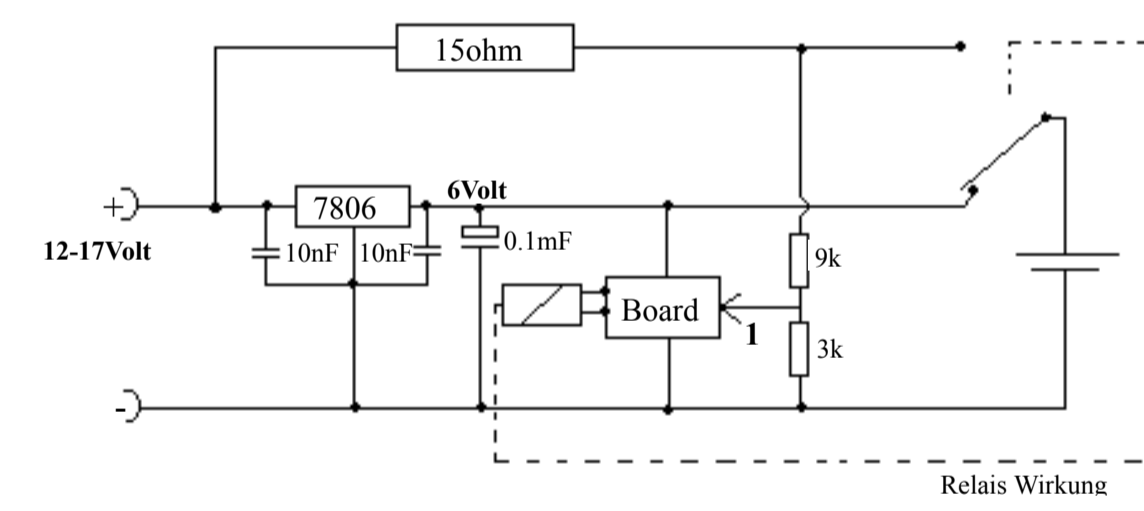 15ohm
6Volt
+
7806
12-17Volt
10nF
10nF
0.1mF
9k
Board
1
3k
-
Relais Wirkung